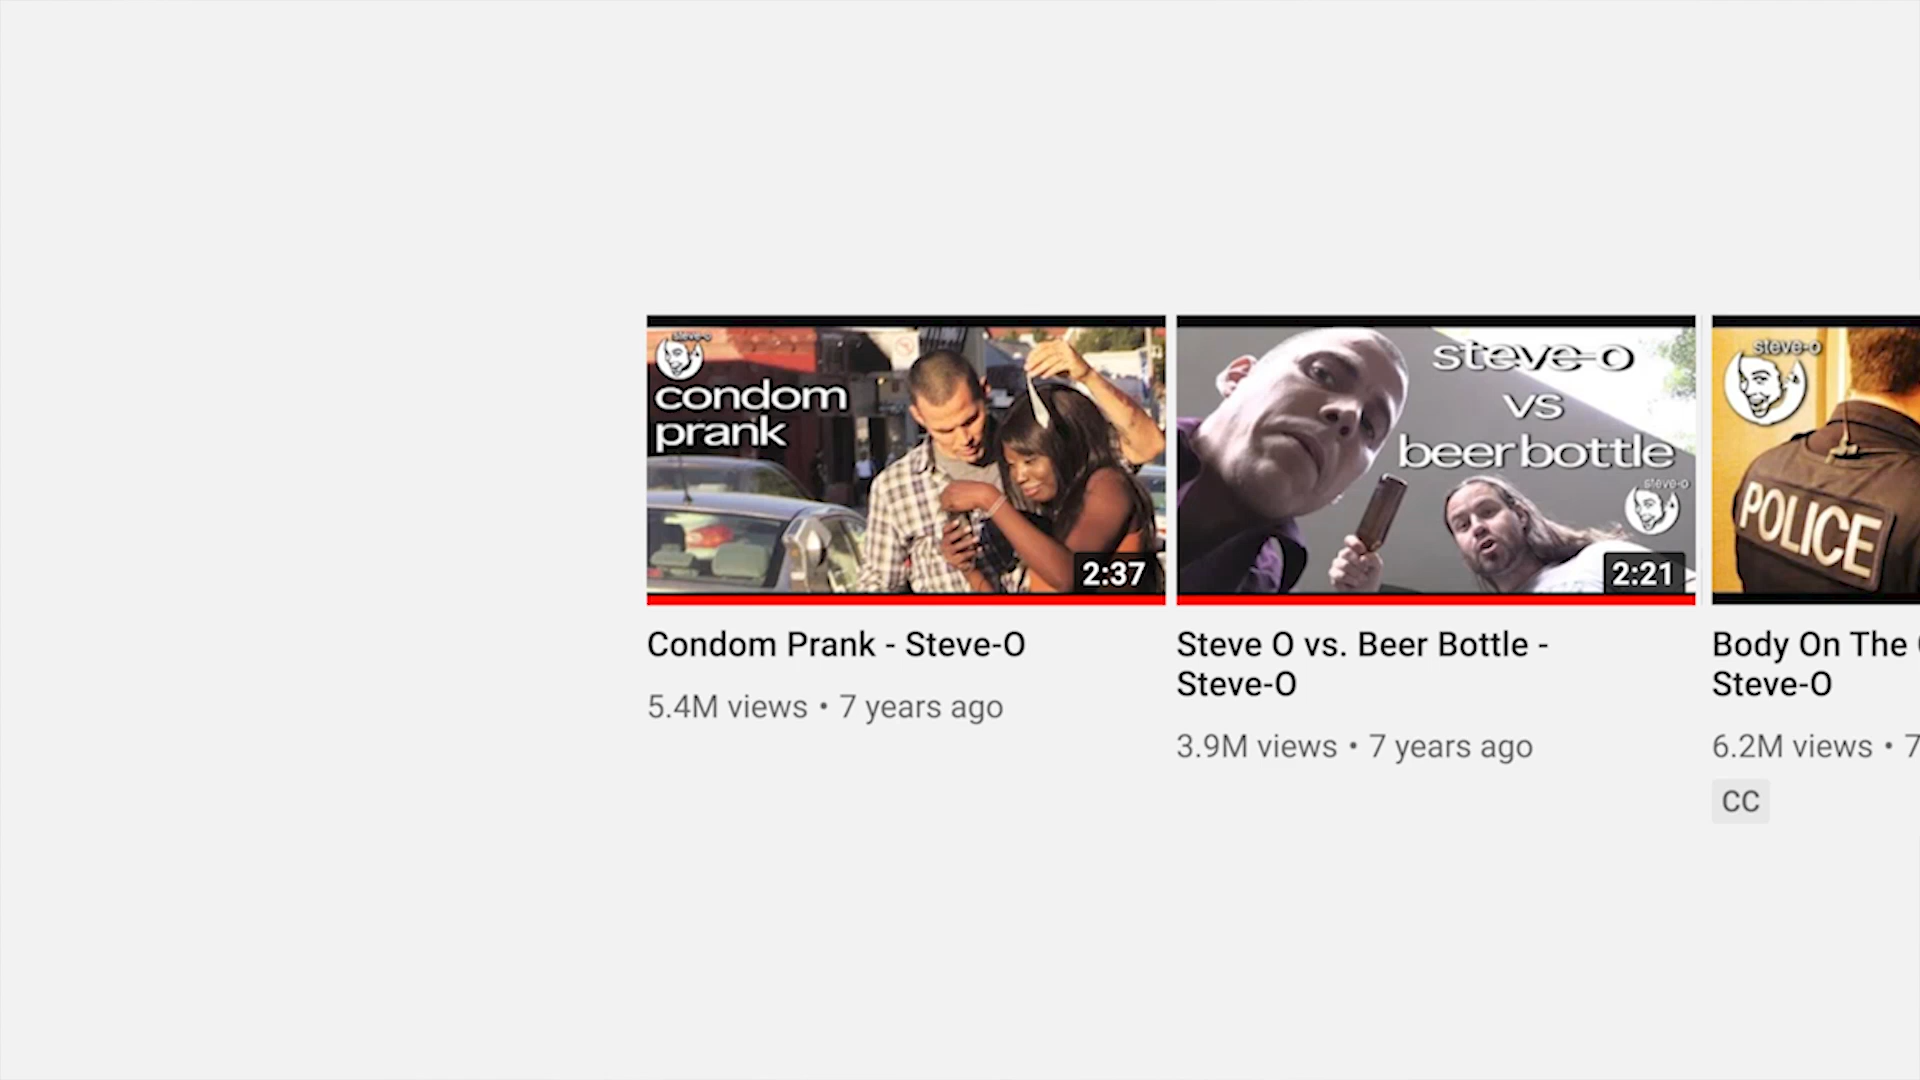 steve-o
condom
prank
2:37
Condom Prank - Steve-O
5.4M views • 7 years ago
steve-o
vs
beer bottle
steve-o
2:21
Steve O vs. Beer Bottle -
Steve-O
3.9M views • 7 years ago
steve-o
POLICE
Body On The
Steve-O
6.2M views • 7
CC